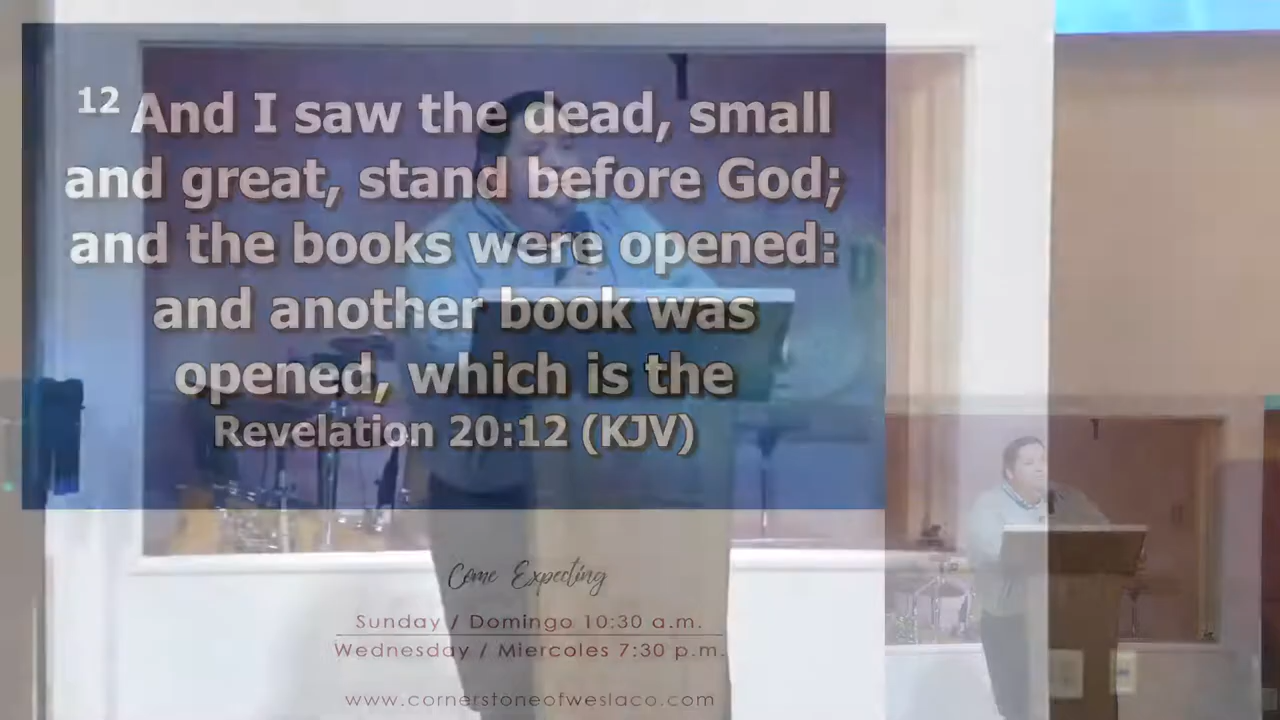 12 And I saw the dead, small
and great, stand before God;
and the books were opened:
and another book was
opened, which is the
Revelation 20:12 (KJV)
Come Expecting
Sunday / Domingo 10:30 a.m.
Wednesday / Miercoles 7:30 p.m.
www.cornerstoneofweslaco.com